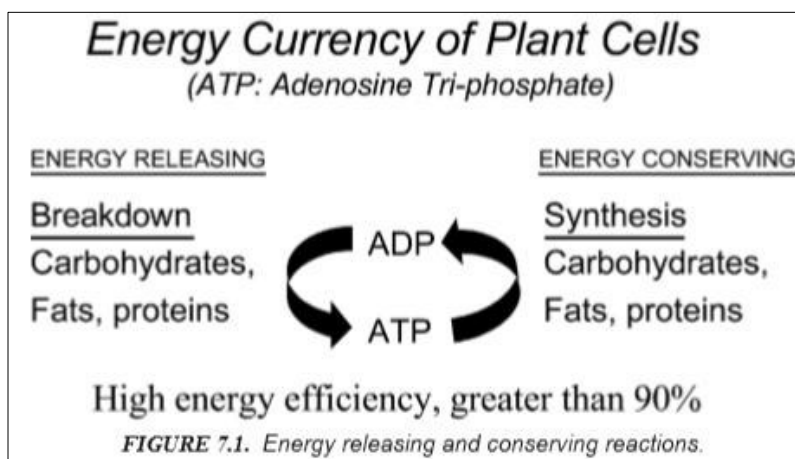 Energy Currency of Plant Cells
(ATP: Adenosine Tri-phosphate)
ENERGY RELEASING
Breakdown
Carbohydrates,
Fats, proteins
ADP
ATP
ENERGY CONSERVING
Synthesis
Carbohydrates,
Fats, proteins
High energy efficiency, greater than 90%
FIGURE 7.1. Energy releasing and conserving reactions.